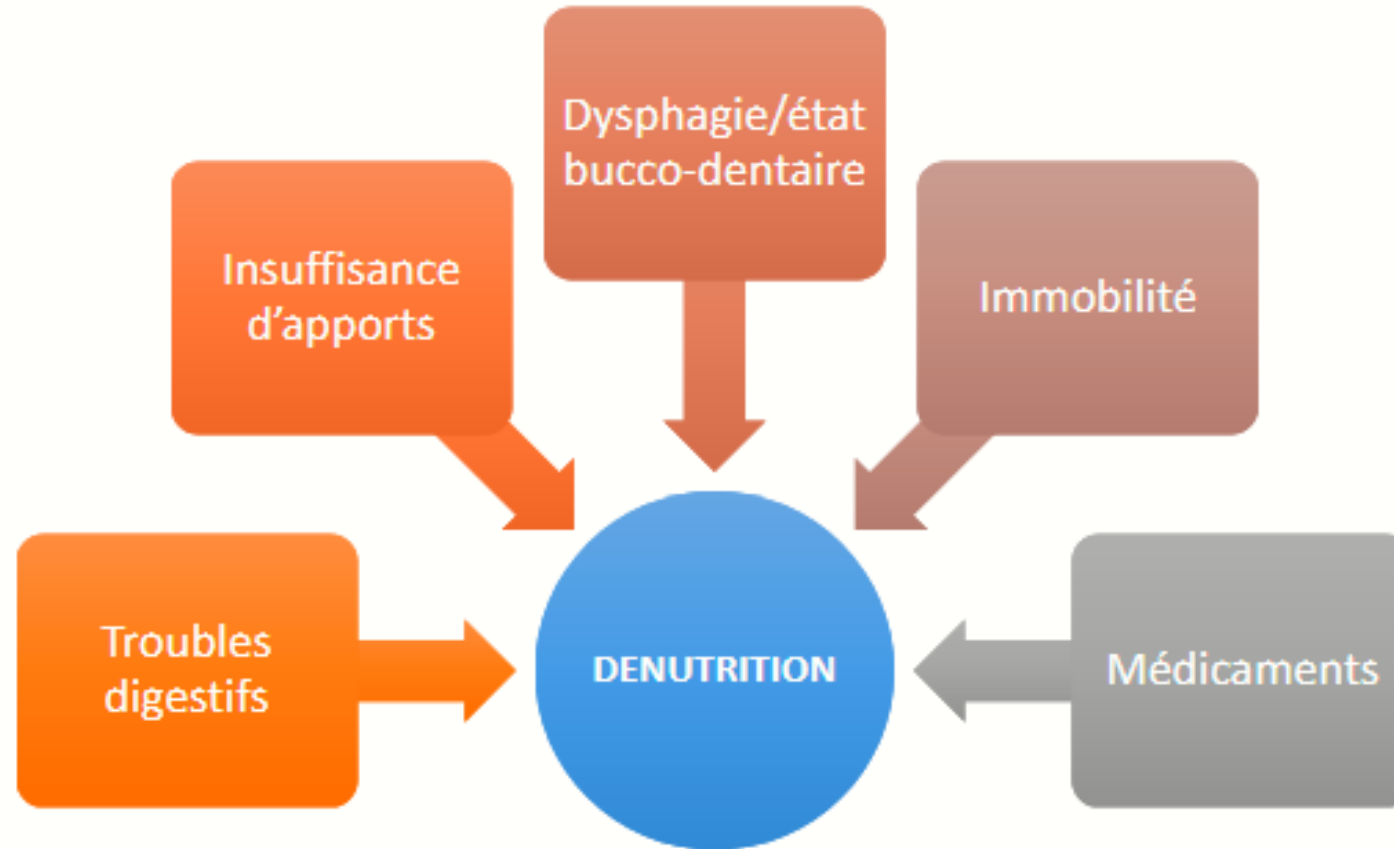 Dysphagie/état
bucco-dentaire
Insuffisance
d’apports
Immobilité
Troubles
digestifs
DENUTRITION
Médicaments